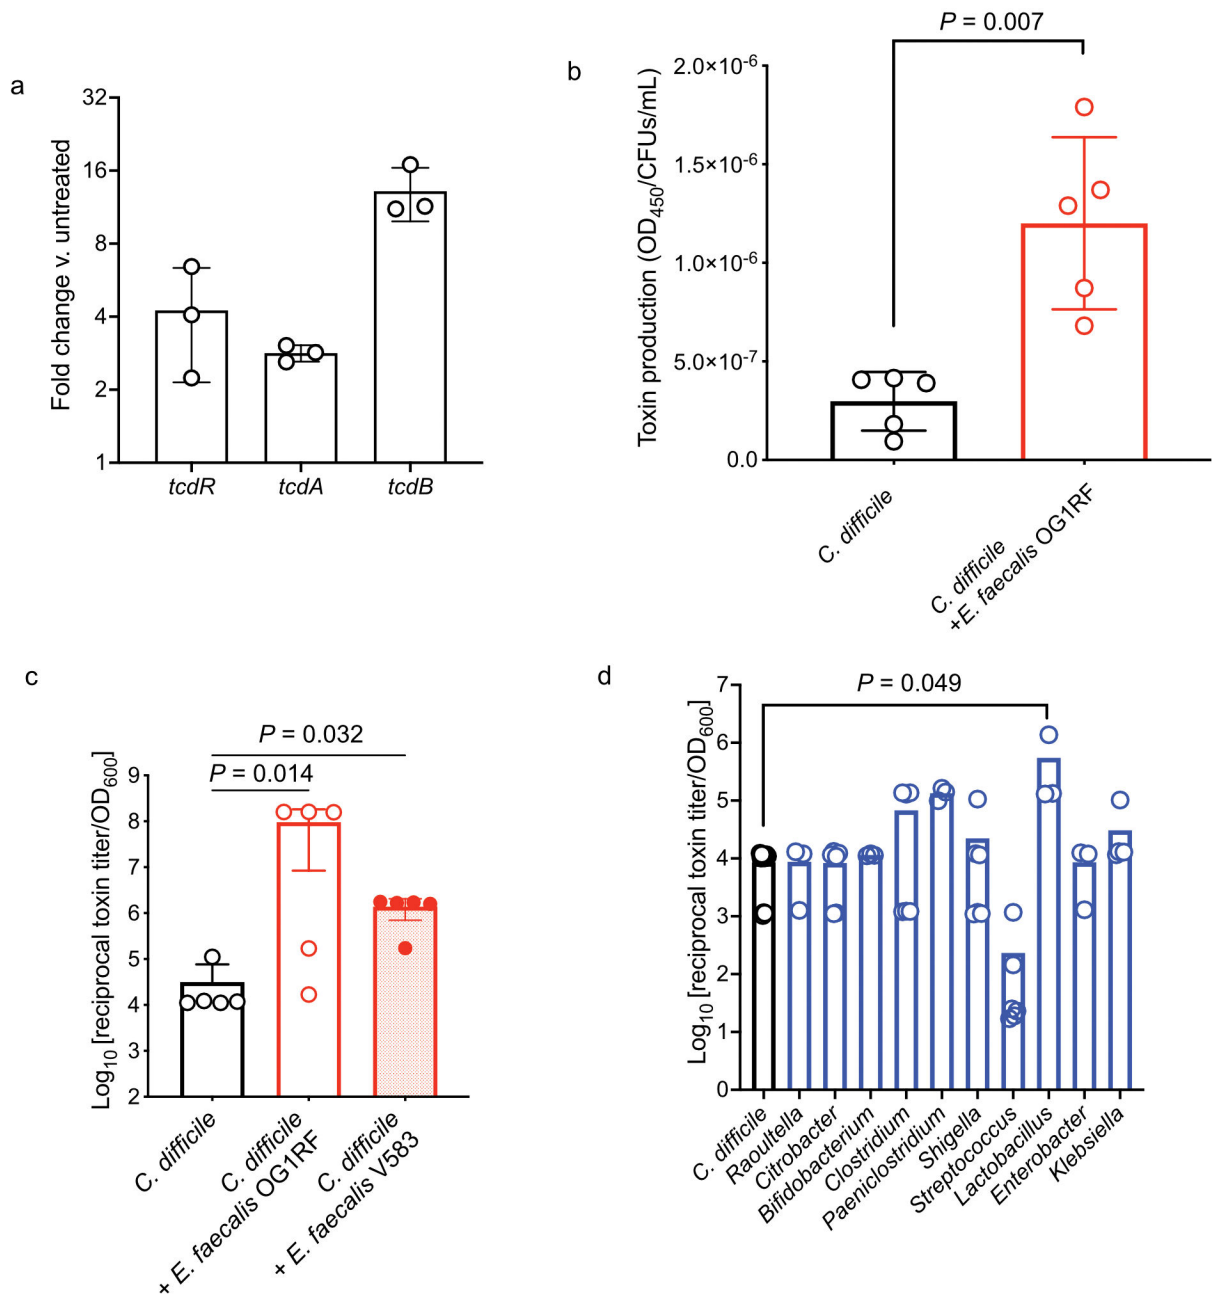 a
32
16
8
4
2
1
Fold change v. untreated
tcdR
tcdA
tcdB
b
P = 0.007
2.0×10-6
1.5×10-6
1.0×10-6
5.0×10-7
0.0
Toxin production (OD450/CFUs/mL)
C. difficile
C. difficile
+E. faecalis OG1RF
c
P = 0.032
P = 0.014
9
8
7
6
5
4
3
2
Log10 [reciprocal toxin titer/OD600]
C. difficile
C. difficile
+ E. faecalis OG1RF
C. difficile
+ E. faecalis V583
d
P = 0.049
7
6
5
4
3
2
1
0
Log10 [reciprocal toxin titer/OD600]
C. difficile
Raoultella
Citrobacter
Bifidobacterium
Clostridium
Paeniclostridium
Shigella
Streptococcus
Lactobacillus
Enterobacter
Klebsiella